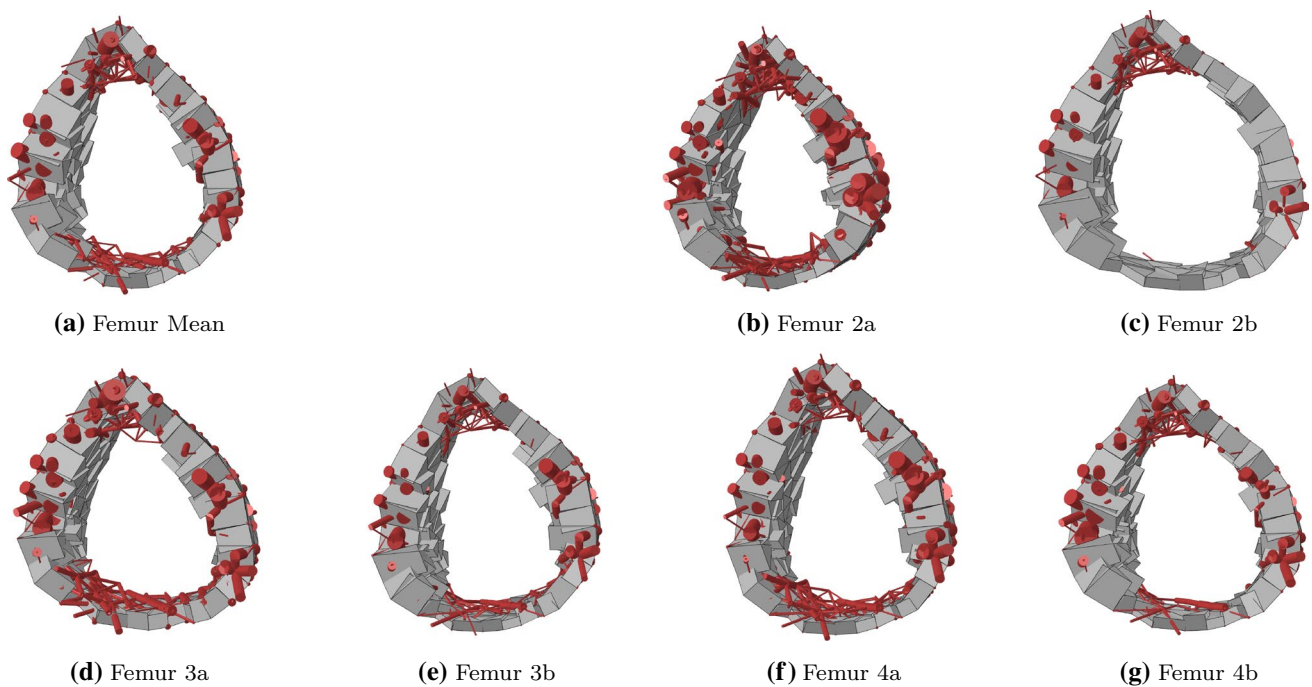 (a) Femur Mean
(b) Femur 2a
(c) Femur 2b
(d) Femur 3a
(e) Femur 3b
(f) Femur 4a
(g) Femur 4b